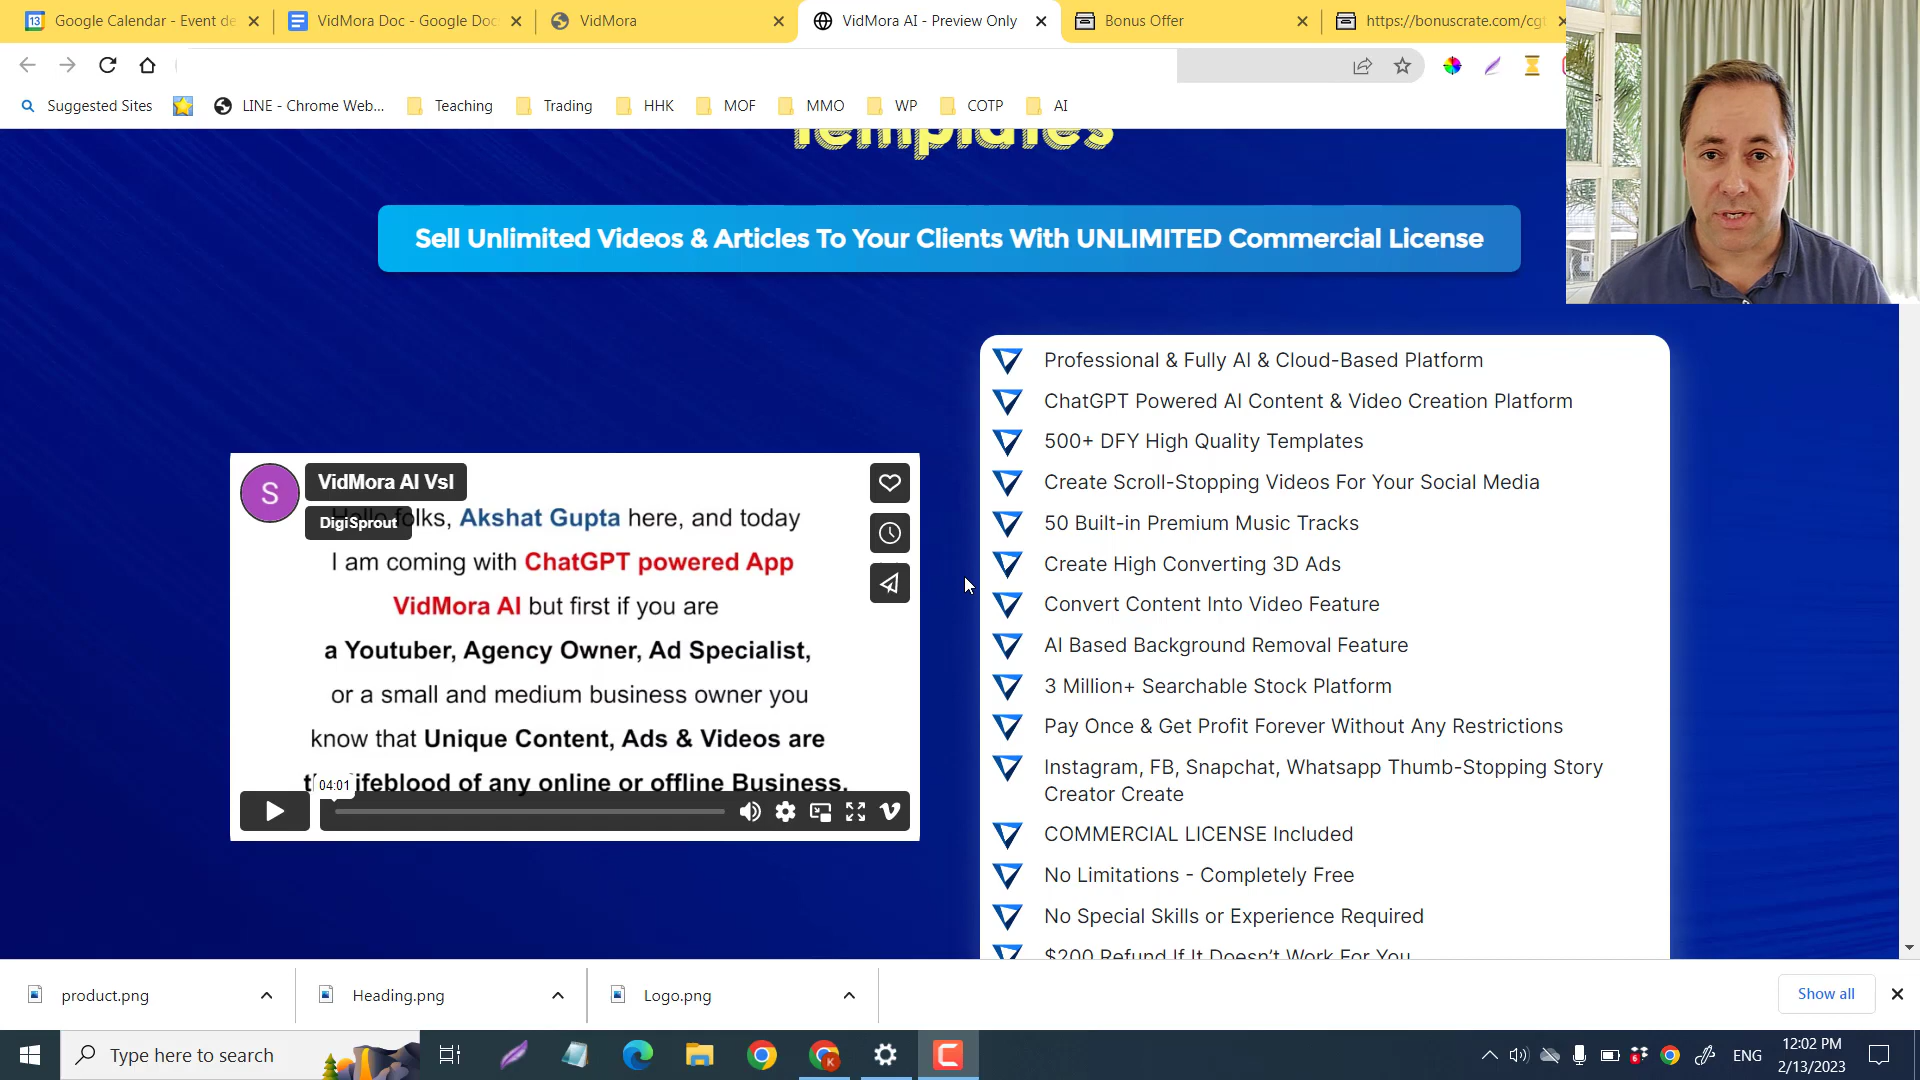 13 Google Calendar - Event de
VidMora Doc - Google Doc
VidMora
VidMora AI - Preview Only
Bonus Offer
https://bonuscrate.com/cgt
Suggested Sites
LINE - Chrome Web...
Teaching
Trading
HHK
MOF
MMO
WP
COTP
AI
Templates
Sell Unlimited Videos & Articles To Your Clients With UNLIMITED Commercial License
S
VidMora AI Vsl
DigiSprout
Hello folks, Akshat Gupta here, and today
I am coming with ChatGPT powered App
VidMora AI but first if you are
a Youtuber, Agency Owner, Ad Specialist,
or a small and medium business owner you
know that Unique Content, Ads & Videos are
the lifeblood of any online or offline Business.
04:01
Professional & Fully AI & Cloud-Based Platform
ChatGPT Powered AI Content & Video Creation Platform
500+ DFY High Quality Templates
Create Scroll-Stopping Videos For Your Social Media
50 Built-in Premium Music Tracks
Create High Converting 3D Ads
Convert Content Into Video Feature
AI Based Background Removal Feature
3 Million+ Searchable Stock Platform
Pay Once & Get Profit Forever Without Any Restrictions
Instagram, FB, Snapchat, Whatsapp Thumb-Stopping Story
Creator Create
COMMERCIAL LICENSE Included
No Limitations - Completely Free
No Special Skills or Experience Required
$200 Refund If It Doesn't Work For You
product.png
Heading.png
Logo.png
Show all
Type here to search
ENG
12:02 PM
2/13/2023